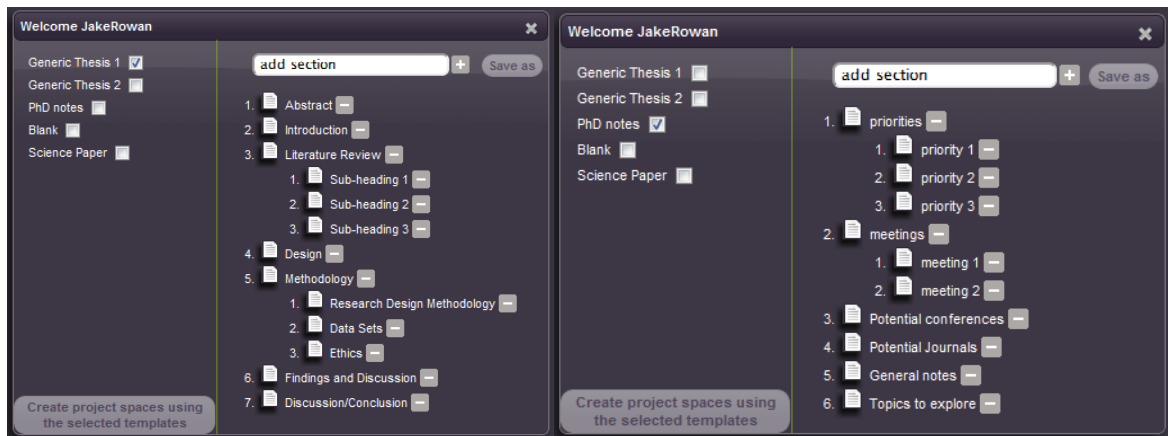 Welcome JakeRowan
Generic Thesis 1
Generic Thesis 2
PhD notes
Blank
Science Paper
add section
Save as
1. Abstract
2. Introduction
3. Literature Review
1. Sub-heading 1
2. Sub-heading 2
3. Sub-heading 3
4. Design
5. Methodology
1. Research Design Methodology
2. Data Sets
3. Ethics
6. Findings and Discussion
7. Discussion/Conclusion
Create project spaces using
the selected templates
Welcome JakeRowan
Generic Thesis 1
Generic Thesis 2
PhD notes
Blank
Science Paper
add section
Save as
1. priorities
1. priority 1
2. priority 2
3. priority 3
2. meetings
1. meeting 1
2. meeting 2
3. Potential conferences
4. Potential Journals
5. General notes
6. Topics to explore
Create project spaces using
the selected templates